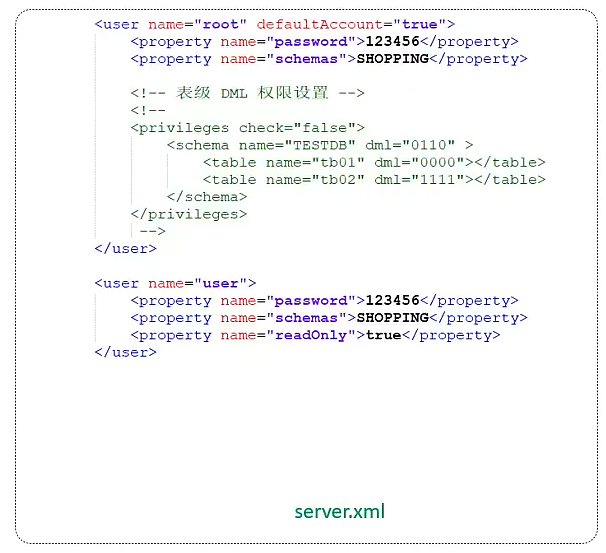 <user name="root" defaultAccount="true">
<property name="password">123456</property>
<property name="schemas">SHOPPING</property>
<!-- 表级 DML 权限设置 -->
<!--
<privileges check="false">
<schema name="TESTDB" dml="0110" >
<table name="tb01" dml="0000"></table>
<table name="tb02" dml="1111"></table>
</schema>
</privileges>
-->
</user>
<user name="user">
<property name="password">123456</property>
<property name="schemas">SHOPPING</property>
<property name="readOnly">true</property>
</user>
server.xml